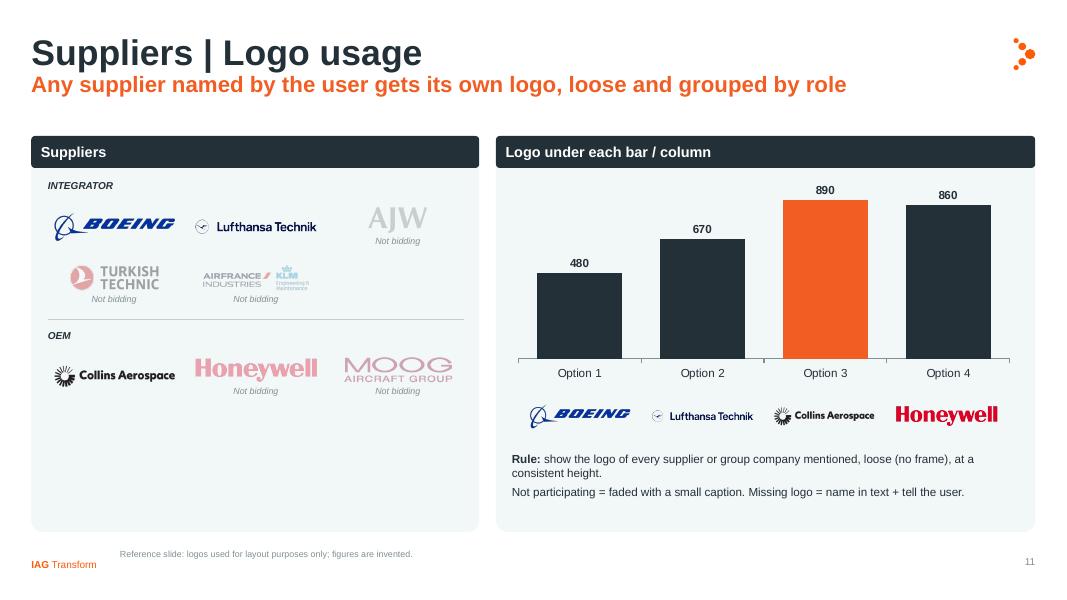 Suppliers | Logo usage
Any supplier named by the user gets its own logo, loose and grouped by role
Suppliers
INTEGRATOR
BOEING
Lufthansa Technik
AJW
Not bidding
TURKISH
TECHNIC
Not bidding
AIRFRANCE
INDUSTRIES
KLM
Engineering &
Maintenance
Not bidding
OEM
Collins Aerospace
Honeywell
Not bidding
MOOG
AIRCRAFT GROUP
Not bidding
Logo under each bar / column
480
670
890
860
Option 1
Option 2
Option 3
Option 4
BOEING
Lufthansa Technik
Collins Aerospace
Honeywell
Rule: show the logo of every supplier or group company mentioned, loose (no frame), at a
consistent height.
Not participating = faded with a small caption. Missing logo = name in text + tell the user.
Reference slide: logos used for layout purposes only; figures are invented.
IAG Transform
11